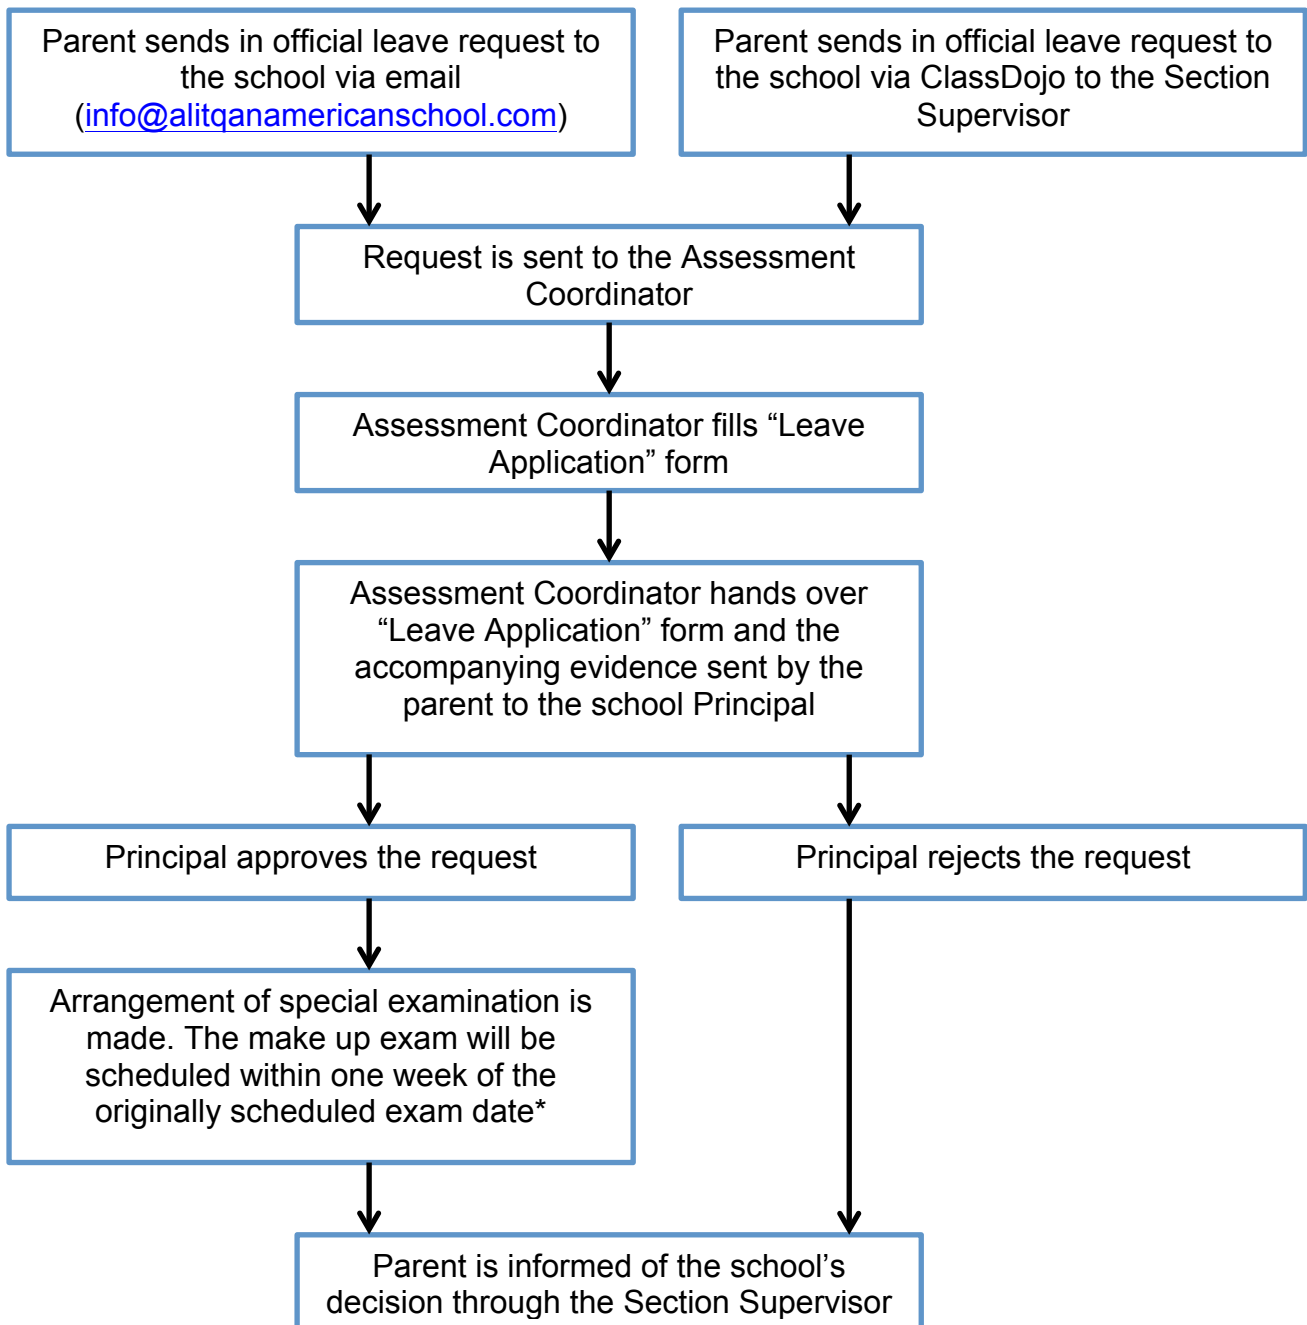 Parent sends in official leave request to
the school via email
(info@alitqanamericanschool.com)
Parent sends in official leave request to
the school via ClassDojo to the Section
Supervisor
Request is sent to the Assessment
Coordinator
Assessment Coordinator fills “Leave
Application” form
Assessment Coordinator hands over
“Leave Application” form and the
accompanying evidence sent by the
parent to the school Principal
Principal approves the request
Principal rejects the request
Arrangement of special examination is
made. The make up exam will be
scheduled within one week of the
originally scheduled exam date*
Parent is informed of the school’s
decision through the Section Supervisor